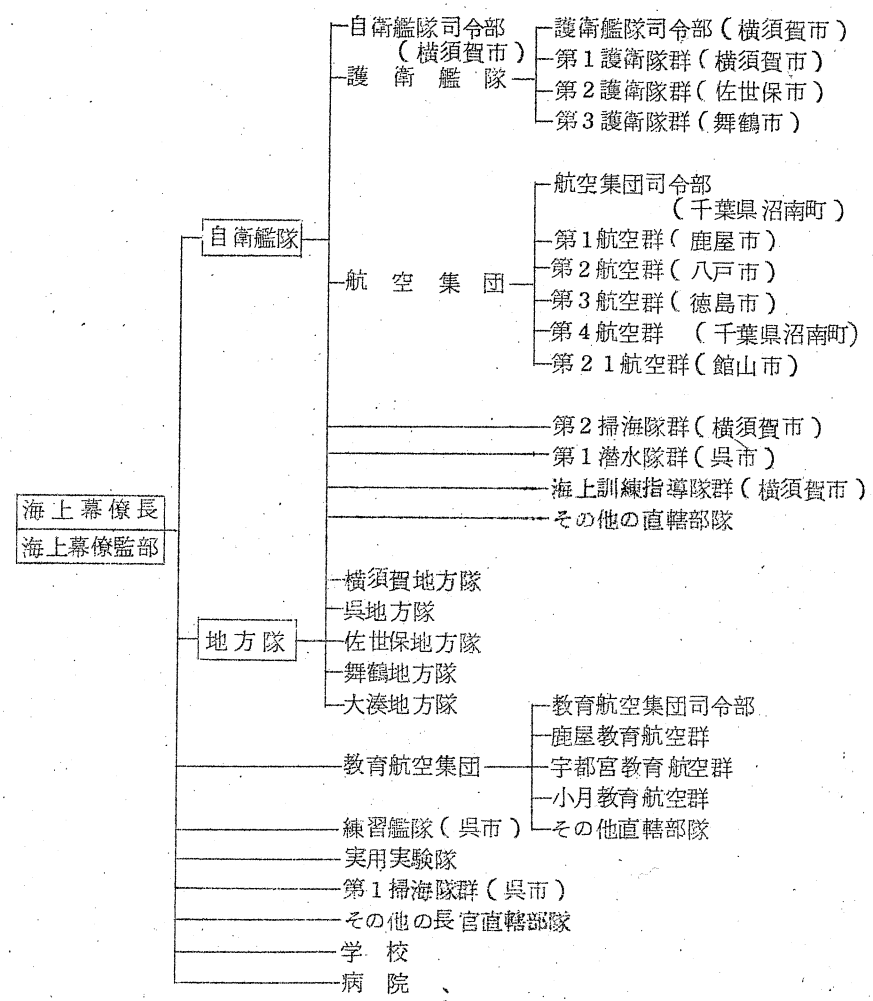 海上幕僚長
海上幕僚監部
自衛艦隊
自衛艦隊司令部
(横須賀市)
護衛艦隊
護衛艦隊司令部(横須賀市)
第1護衛隊群(横須賀市)
第2護衛隊群(佐世保市)
第3護衛隊群(舞鶴市)
航空集団
航空集団司令部
(千葉県沼南町)
第1航空群(鹿屋市)
第2航空群(八戸市)
第3航空群(徳島市)
第4航空群 (千葉県沼南町)
第21航空群(館山市)
第2掃海隊群(横須賀市)
第1潜水隊群(呉市)
海上訓練指導隊群(横須賀市)
その他の直轄部隊
地方隊
横須賀地方隊
呉地方隊
佐世保地方隊
舞鶴地方隊
大湊地方隊
教育航空集団
教育航空集団司令部
鹿屋教育航空群
宇都宮教育航空群
小月教育航空群
その他直轄部隊
練習艦隊(呉市)
実用実験隊
第1掃海隊群(呉市)
その他の長官直轄部隊
学校
病院